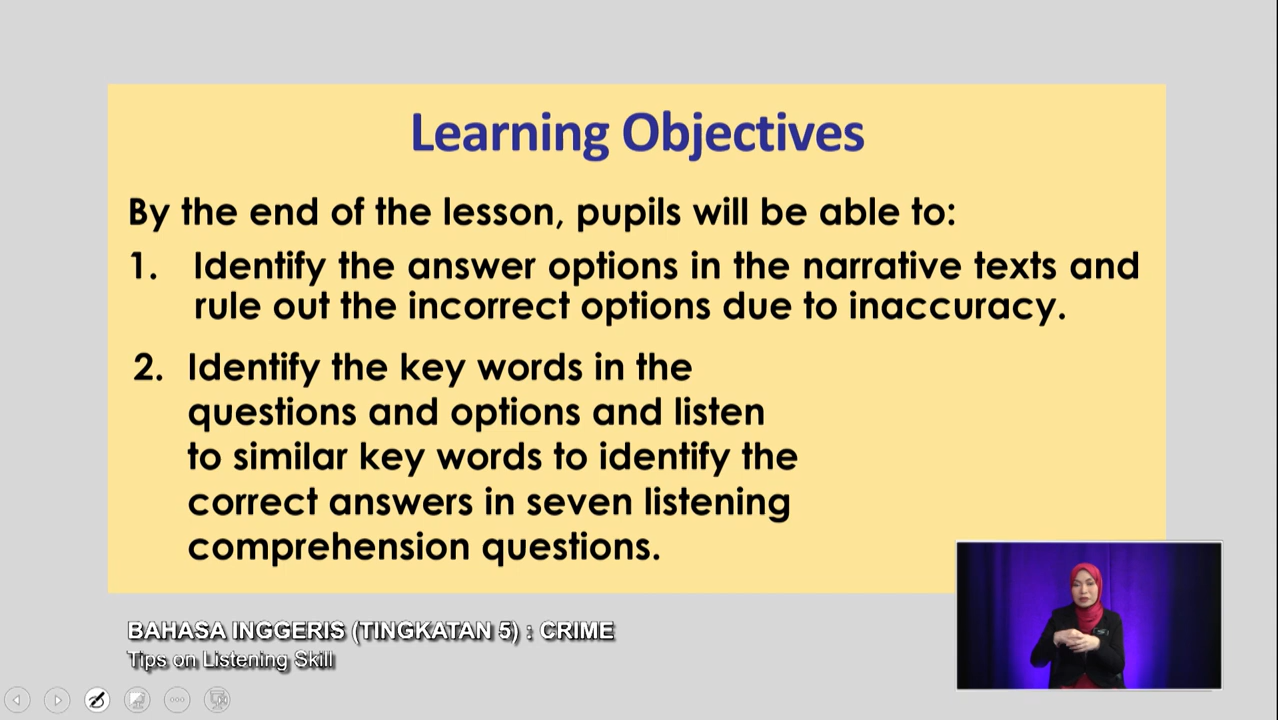 Learning Objectives
By the end of the lesson, pupils will be able to:
1. Identify the answer options in the narrative texts and
rule out the incorrect options due to inaccuracy.
2. Identify the key words in the
questions and options and listen
to similar key words to identify the
correct answers in seven listening
comprehension questions.
BAHASA INGGERIS (TINGKATAN 5) : CRIME
Tips on Listening Skill